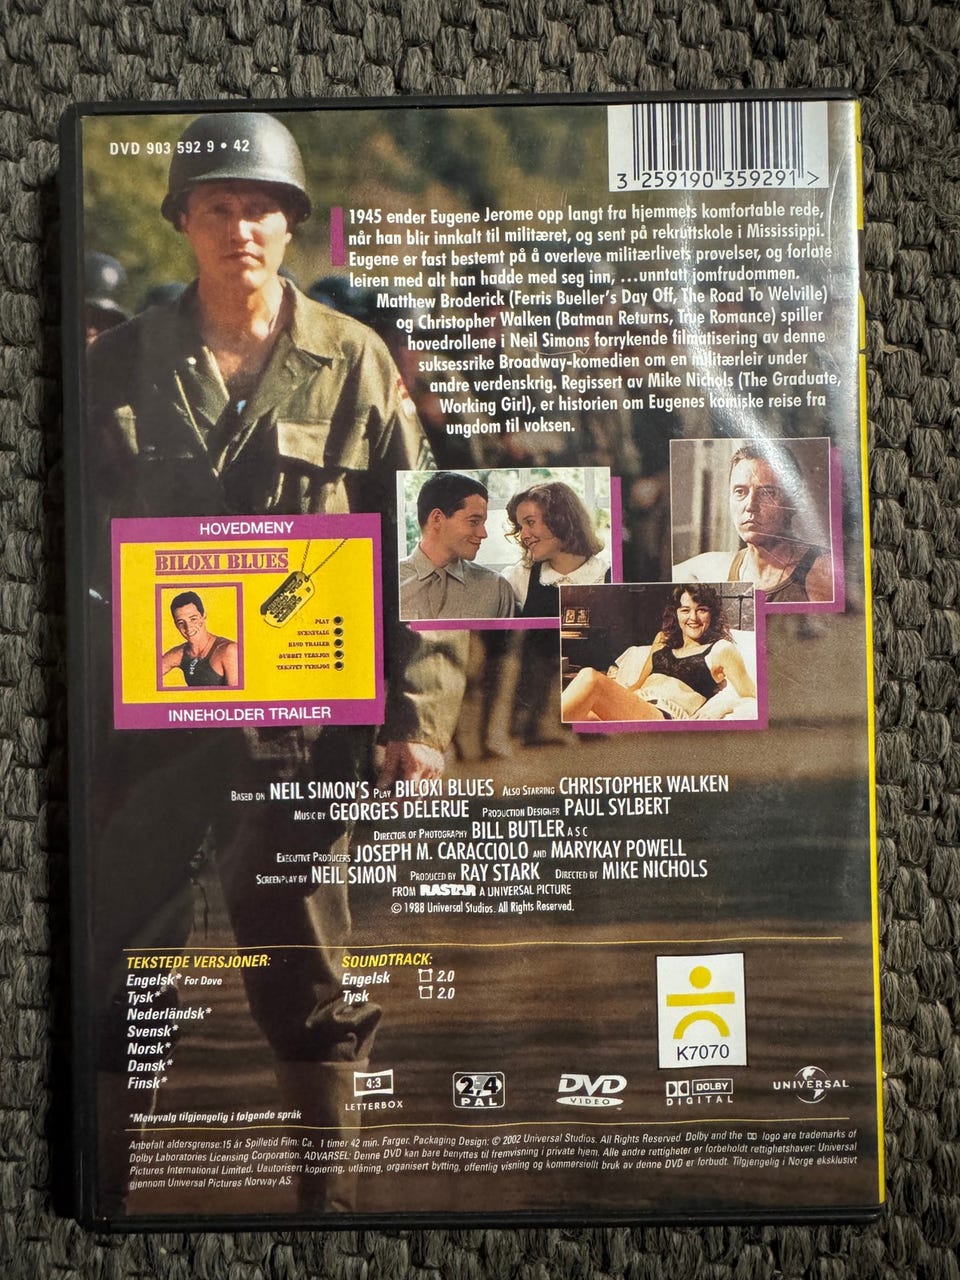 DVD 903 592 9 • 42
3 259190 359291 >
1945 ender Eugene Jerome opp langt fra hjemmets komfortable rede,
når han blir innkalt til militæret, og sent på rekruttskole i Mississippi.
Eugene er fast bestemt på å overleve militærlivets prøvelser, og forlate
leiren med alt han hadde med seg inn, ...unntatt jomfrudommen.
Matthew Broderick (Ferris Bueller's Day Off, The Road To Welville)
og Christopher Walken (Batman Returns, True Romance) spiller
hovedrollene i Neil Simons forrykende filmatisering av denne
suksessrike Broadway-komedien om en militærleir under
andre verdenskrig. Regissert av Mike Nichols (The Graduate,
Working Girl), er historien om Eugenes komiske reise fra
ungdom til voksen.
HOVEDMENY
BILOXI BLUES
PLAY
SCENEVALG
KINO TRAILER
DUBBET VERSJON
TEKSTET VERSJON
INNEHOLDER TRAILER
BASED ON NEIL SIMON'S PLAY BILOXI BLUES ALSO STARRING CHRISTOPHER WALKEN
MUSIC BY GEORGES DELERUE PRODUCTION DESIGNER PAUL SYLBERT
DIRECTOR OF PHOTOGRAPHY BILL BUTLER A S C
EXECUTIVE PRODUCERS JOSEPH M. CARACCIOLO AND MARYKAY POWELL
SCREENPLAY BY NEIL SIMON PRODUCED BY RAY STARK DIRECTED BY MIKE NICHOLS
FROM RASTAR A UNIVERSAL PICTURE
© 1988 Universal Studios. All Rights Reserved.
TEKSTEDE VERSJONER:
Engelsk* For Døve
Tysk*
Nederländsk*
Svensk*
Norsk*
Dansk*
Finsk*
*Menyvalg tilgjengelig i følgende språk
SOUNDTRACK:
Engelsk 2.0
Tysk 2.0
K7070
4:3
LETTERBOX
2,4
PAL
DVD
VIDEO
DOLBY
DIGITAL
UNIVERSAL
Anbefalt aldersgrense:15 år Spilletid Film: Ca. 1 timer 42 min. Farger. Packaging Design: © 2002 Universal Studios. All Rights Reserved. Dolby and the DD logo are trademarks of
Dolby Laboratories Licensing Corporation. ADVARSEL: Denne DVD kan bare benyttes til fremvisning i private hjem. Alle andre rettigheter er forbeholdt rettighetshaver: Universal
Pictures International Limited. Uautorisert kopiering, utlåning, organisert bytting, offentlig visning og kommersiellt bruk av denne DVD er forbudt. Tilgjengelig i Norge eksklusivt
gjennom Universal Pictures Norway AS.